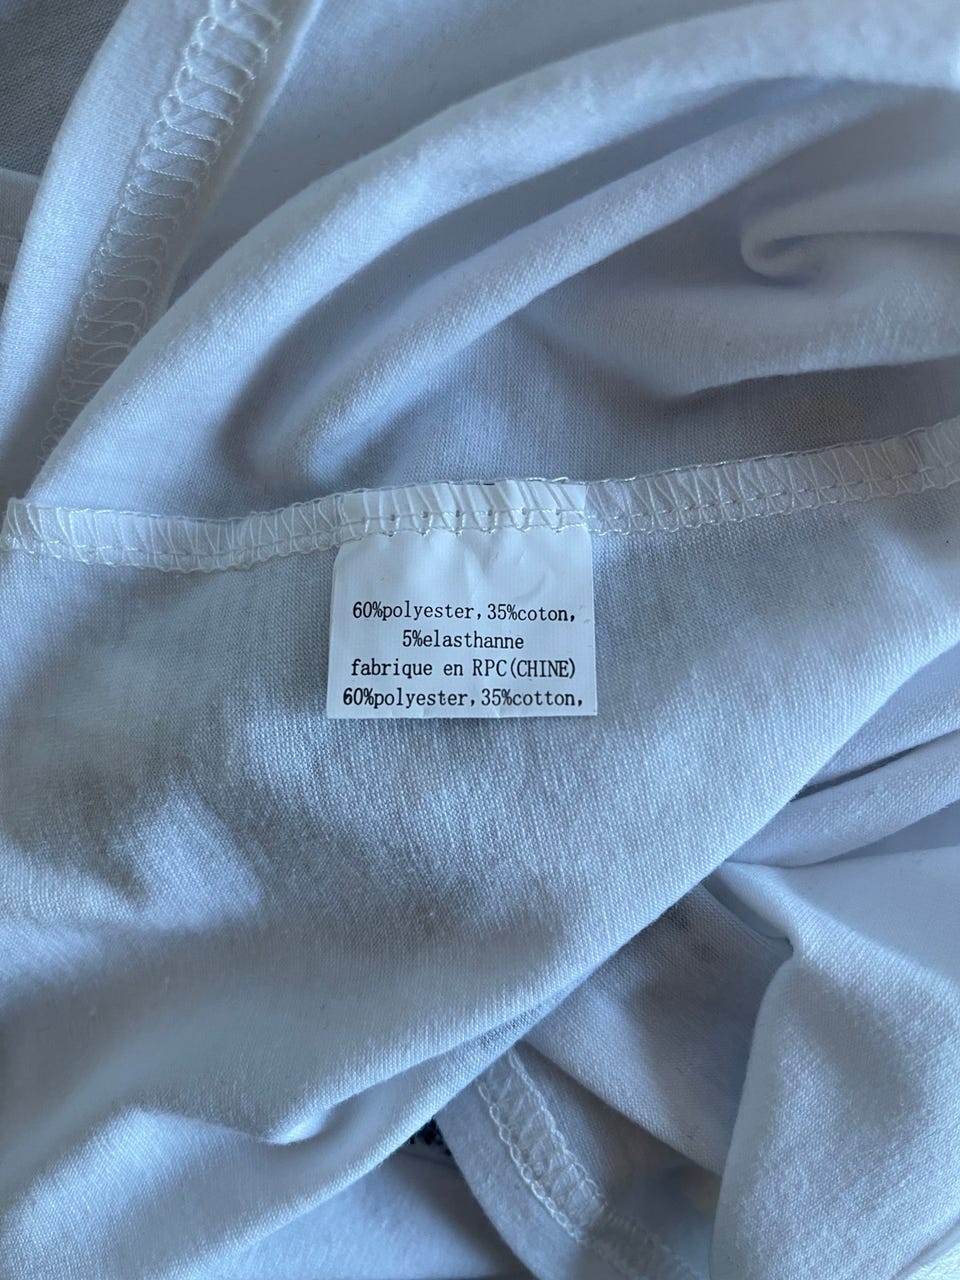 60%polyester,35%coton,
5%elasthanne
fabrique en RPC(CHINE)
60%polyester,35%cotton,